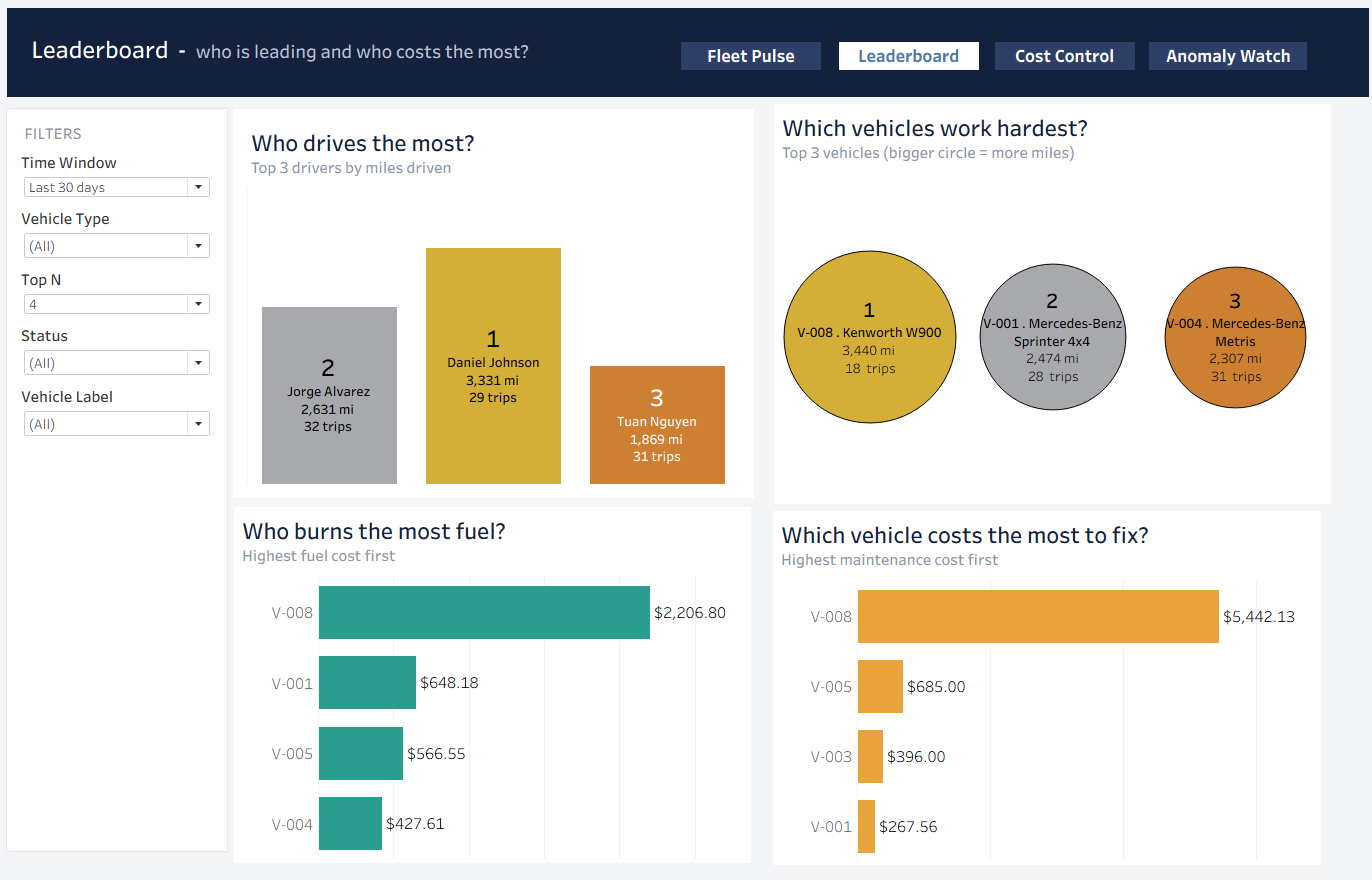 Leaderboard - who is leading and who costs the most?
Fleet Pulse
Leaderboard
Cost Control
Anomaly Watch
FILTERS
Time Window
Last 30 days
Vehicle Type
(All)
Top N
4
Status
(All)
Vehicle Label
(All)
Who drives the most?
Top 3 drivers by miles driven
2
Jorge Alvarez
2,631 mi
32 trips
1
Daniel Johnson
3,331 mi
29 trips
3
Tuan Nguyen
1,869 mi
31 trips
Which vehicles work hardest?
Top 3 vehicles (bigger circle = more miles)
1
V-008 . Kenworth W900
3,440 mi
18 trips
2
V-001 . Mercedes-Benz
Sprinter 4x4
2,474 mi
28 trips
3
V-004 . Mercedes-Benz
Metris
2,307 mi
31 trips
Who burns the most fuel?
Highest fuel cost first
V-008 $2,206.80
V-001 $648.18
V-005 $566.55
V-004 $427.61
Which vehicle costs the most to fix?
Highest maintenance cost first
V-008 $5,442.13
V-005 $685.00
V-003 $396.00
V-001 $267.56